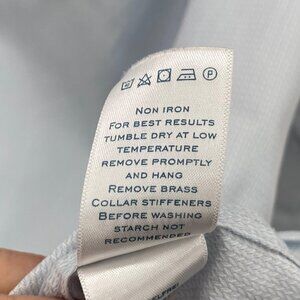 Non iron
For best results
tumble dry at low
temperature
Remove promptly
and hang
Remove brass
Collar stiffeners
Before washing
starch not
recommended